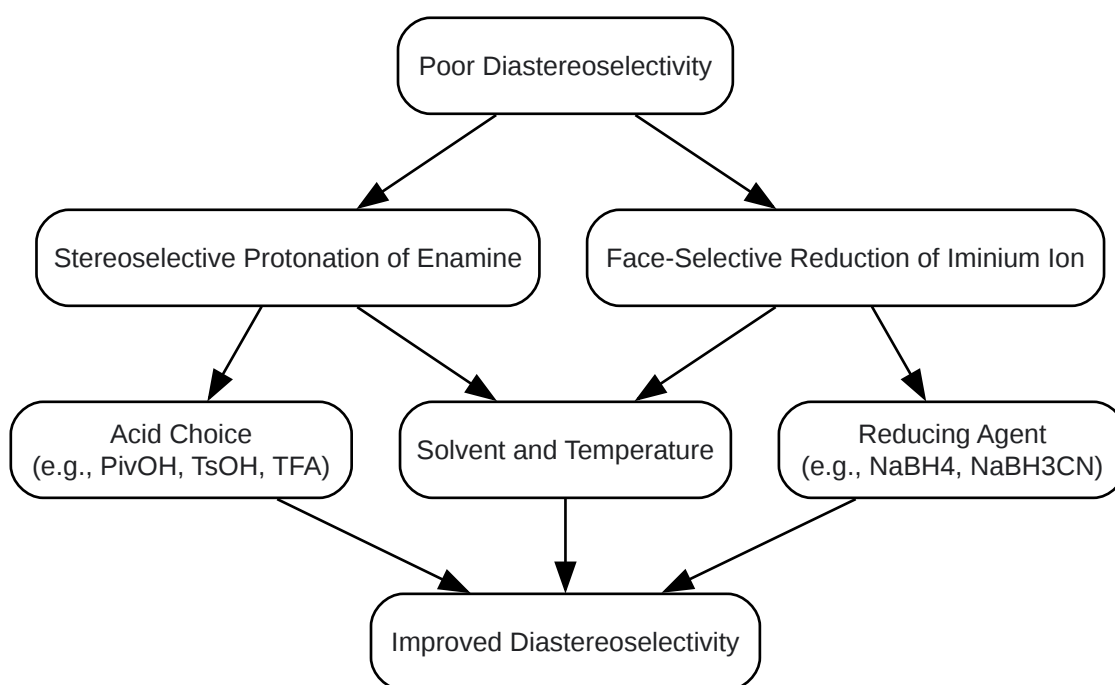 Poor Diastereoselectivity
Stereoselective Protonation of Enamine
Face-Selective Reduction of Iminium Ion
Acid Choice
(e.g., PivOH, TsOH, TFA)
Solvent and Temperature
Reducing Agent
(e.g., NaBH4, NaBH3CN)
Improved Diastereoselectivity